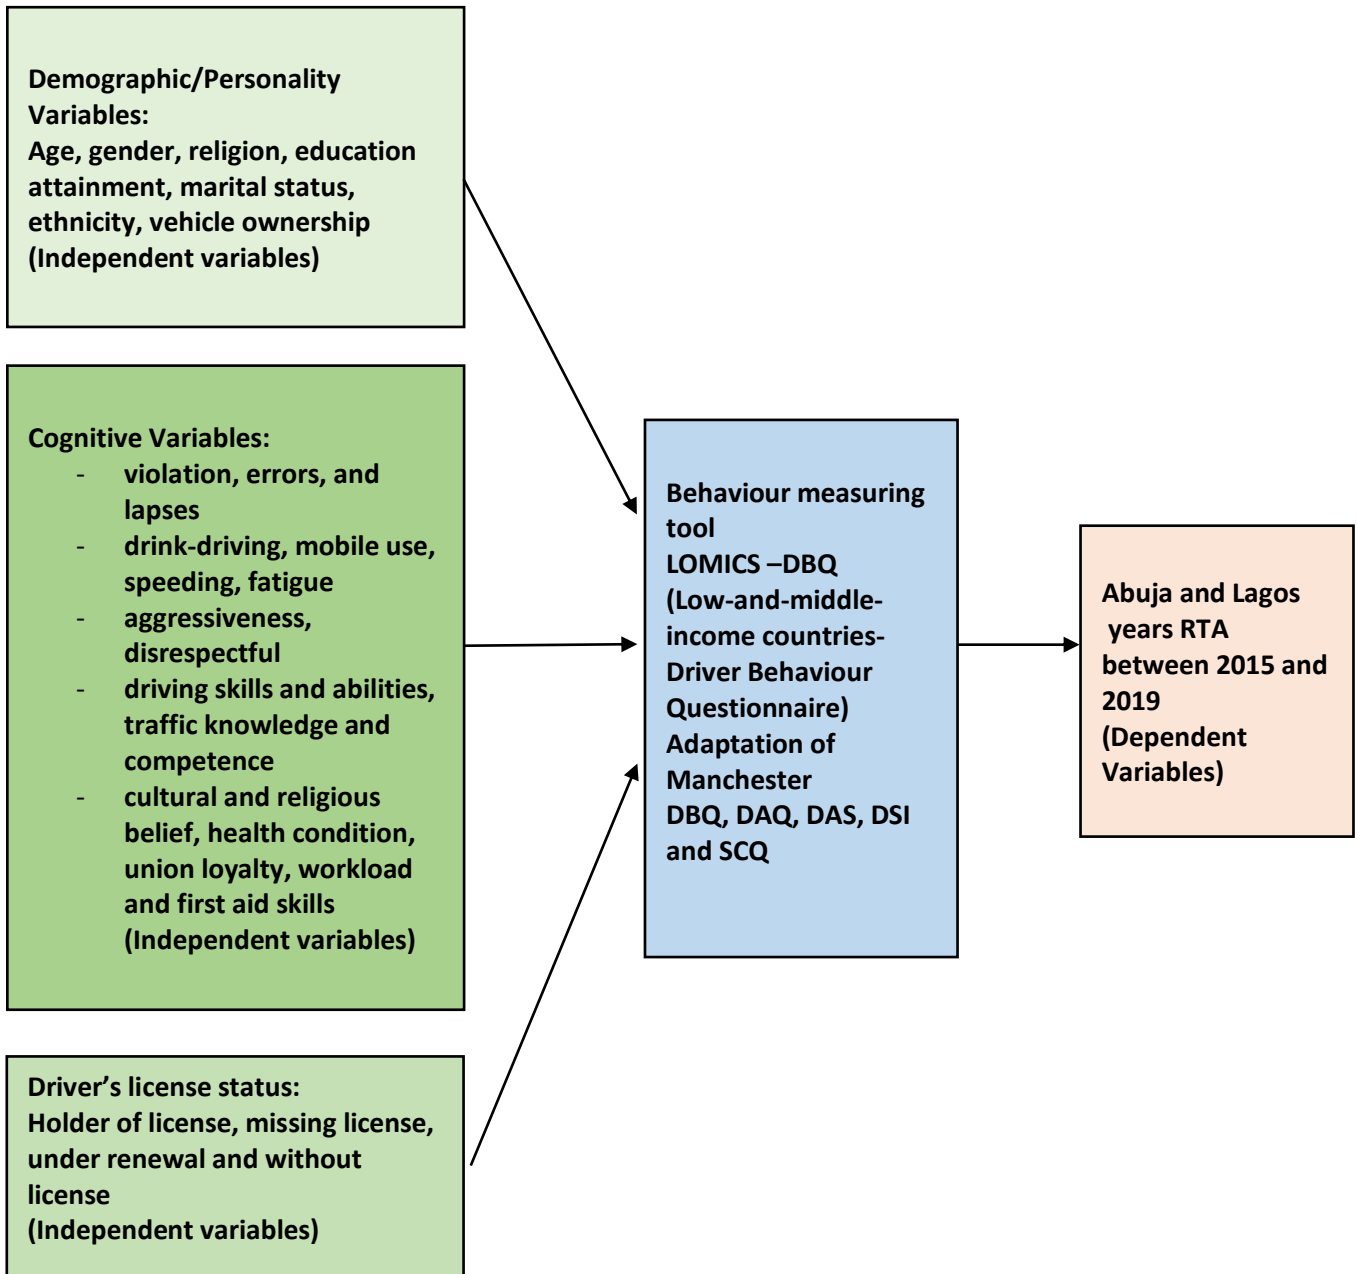 Demographic/Personality
Variables:
Age, gender, religion, education
attainment, marital status,
ethnicity, vehicle ownership
(Independent variables)
Cognitive Variables:
- violation, errors, and
lapses
- drink-driving, mobile use,
speeding, fatigue
- aggressiveness,
disrespectful
- driving skills and abilities,
traffic knowledge and
competence
- cultural and religious
belief, health condition,
union loyalty, workload
and first aid skills
(Independent variables)
Driver’s license status:
Holder of license, missing license,
under renewal and without
license
(Independent variables)
Behaviour measuring
tool
LOMICS –DBQ
(Low-and-middle-
income countries-
Driver Behaviour
Questionnaire)
Adaptation of
Manchester
DBQ, DAQ, DAS, DSI
and SCQ
Abuja and Lagos
years RTA
between 2015 and
2019
(Dependent
Variables)